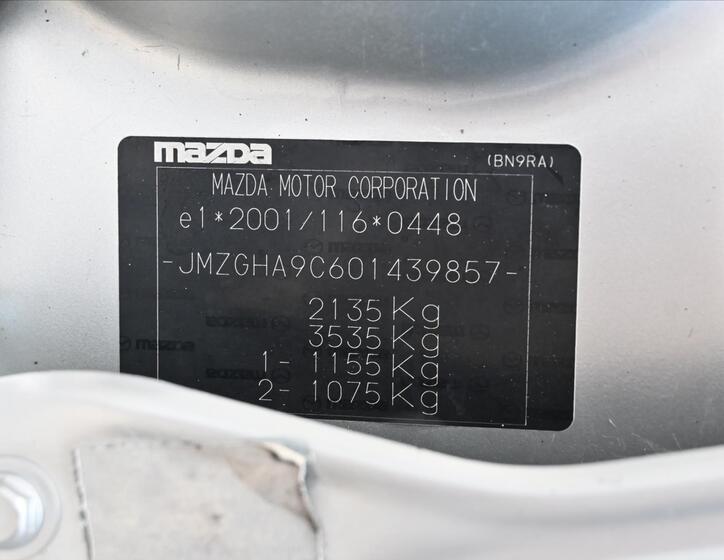 mazda (BN9RA)
MAZDA MOTOR CORPORATION
e1*2001/116*0448
-JMZGHA9C601439857-
2135 Kg
3535 Kg
1- 1155 Kg
2- 1075 Kg